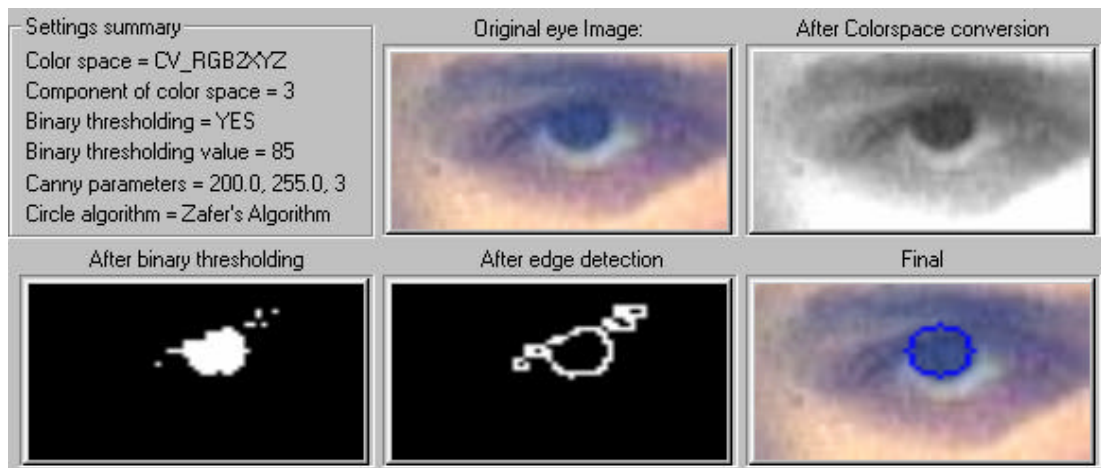 Settings summary
Color space = CV_RGB2XYZ
Component of color space = 3
Binary thresholding = YES
Binary thresholding value = 85
Canny parameters = 200.0, 255.0, 3
Circle algorithm = Zafer's Algorithm
Original eye Image:
After Colorspace conversion
After binary thresholding
After edge detection
Final